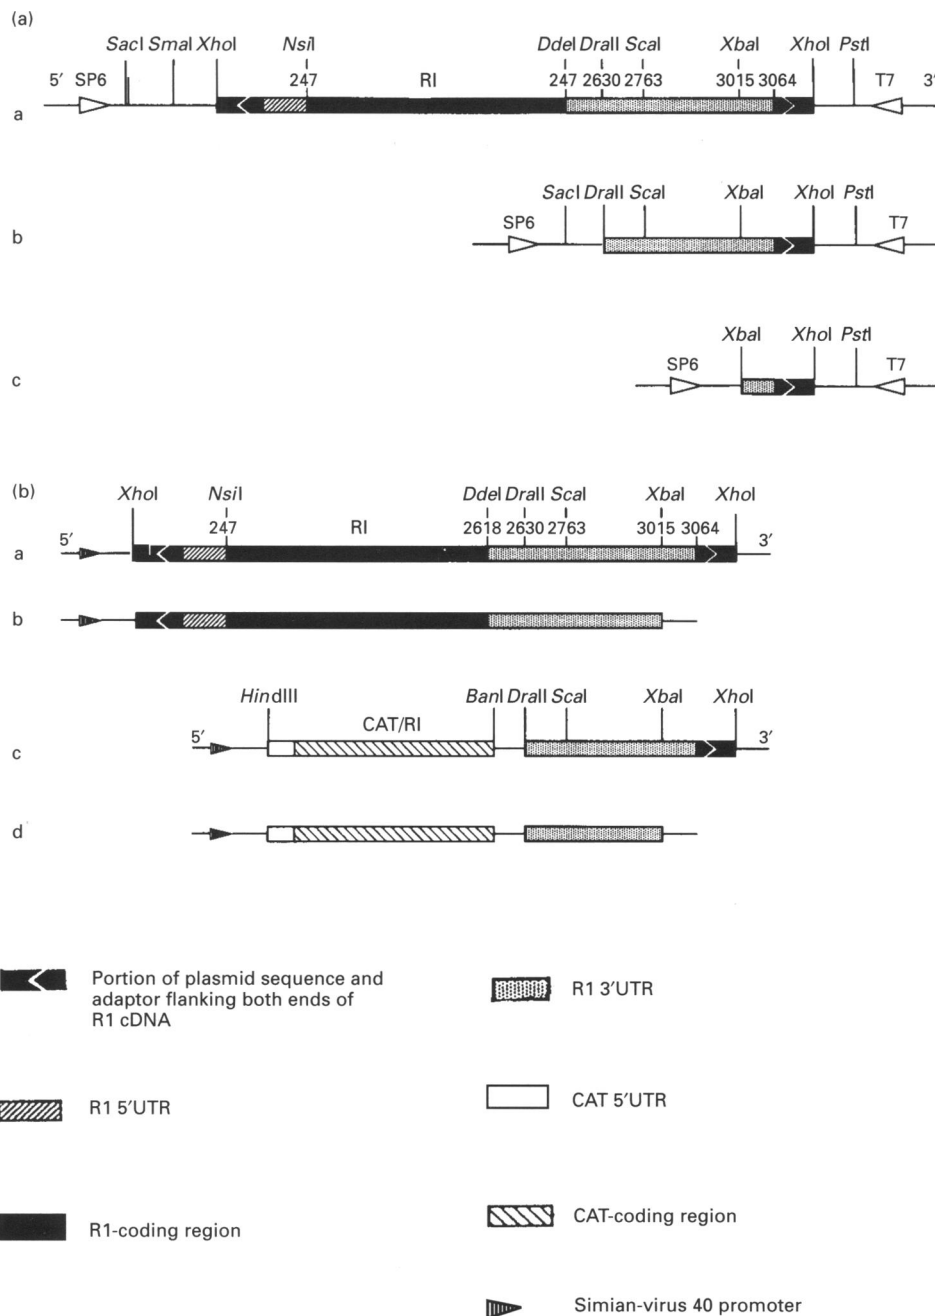 (a)
SacI SmaI XhoI NsiI DdeI DraII ScaI XbaI XhoI PstI
5′ SP6 247 RI 247 2630 2763 3015 3064 T7 3′
a
SacI DraII ScaI XbaI XhoI PstI
b SP6 T7
XbaI XhoI PstI
c SP6 T7
(b)
XhoI NsiI DdeI DraII ScaI XbaI XhoI
5′ 247 RI 2618 2630 2763 3015 3064 3′
a
b
HindIII BanI DraII ScaI XbaI XhoI
5′ CAT/RI 3′
c
d
Portion of plasmid sequence and
adaptor flanking both ends of
R1 cDNA
R1 3′UTR
R1 5′UTR
CAT 5′UTR
R1-coding region
CAT-coding region
Simian-virus 40 promoter